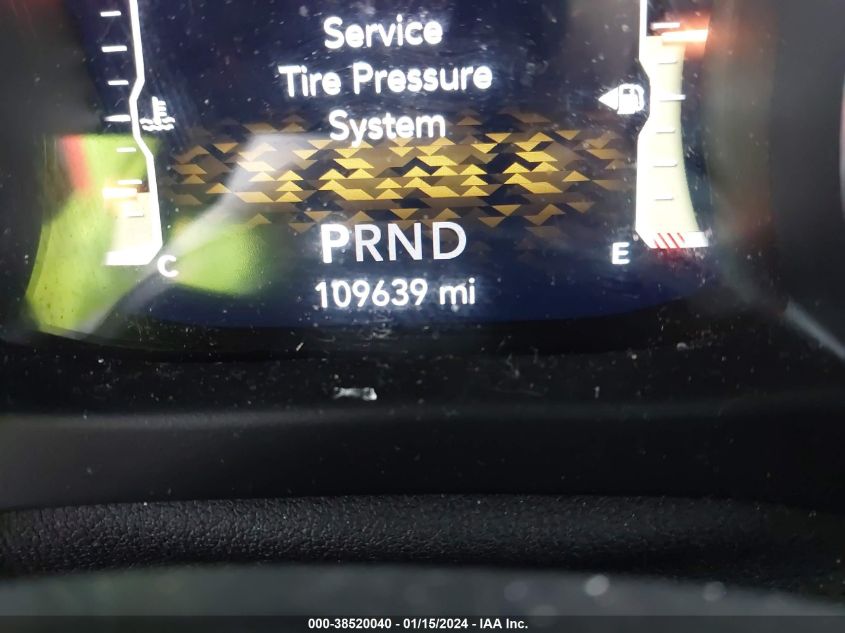 Service
Tire Pressure
System
PRND
C
E
109639 mi
000-38520040 - 01/15/2024 - IAA Inc.